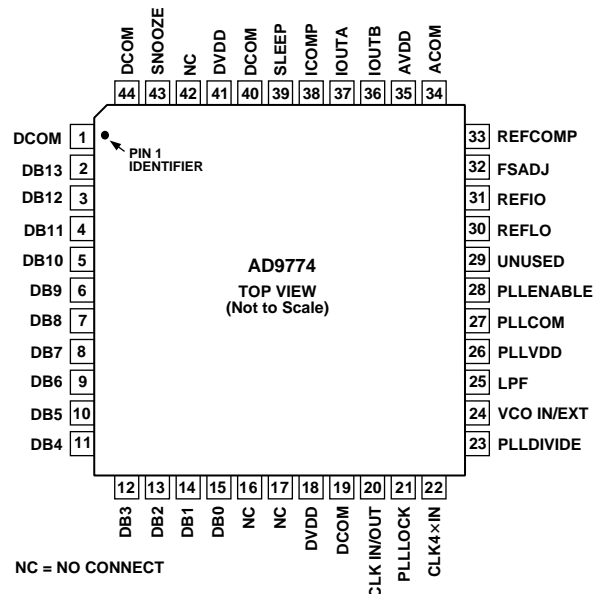 DCOM SNOOZE NC DVDD DCOM SLEEP ICOMP IOUTA IOUTB AVDD ACOM
44 43 42 41 40 39 38 37 36 35 34
DCOM 1
DB13 2
DB12 3
DB11 4
DB10 5
DB9 6
DB8 7
DB7 8
DB6 9
DB5 10
DB4 11
PIN 1
IDENTIFIER
AD9774
TOP VIEW
(Not to Scale)
33 REFCOMP
32 FSADJ
31 REFIO
30 REFLO
29 UNUSED
28 PLLENABLE
27 PLLCOM
26 PLLVDD
25 LPF
24 VCO IN/EXT
23 PLLDIVIDE
12 13 14 15 16 17 18 19 20 21 22
DB3 DB2 DB1 DB0 NC NC DVDD DCOM CLK IN/OUT PLLLOCK CLK4×IN
NC = NO CONNECT